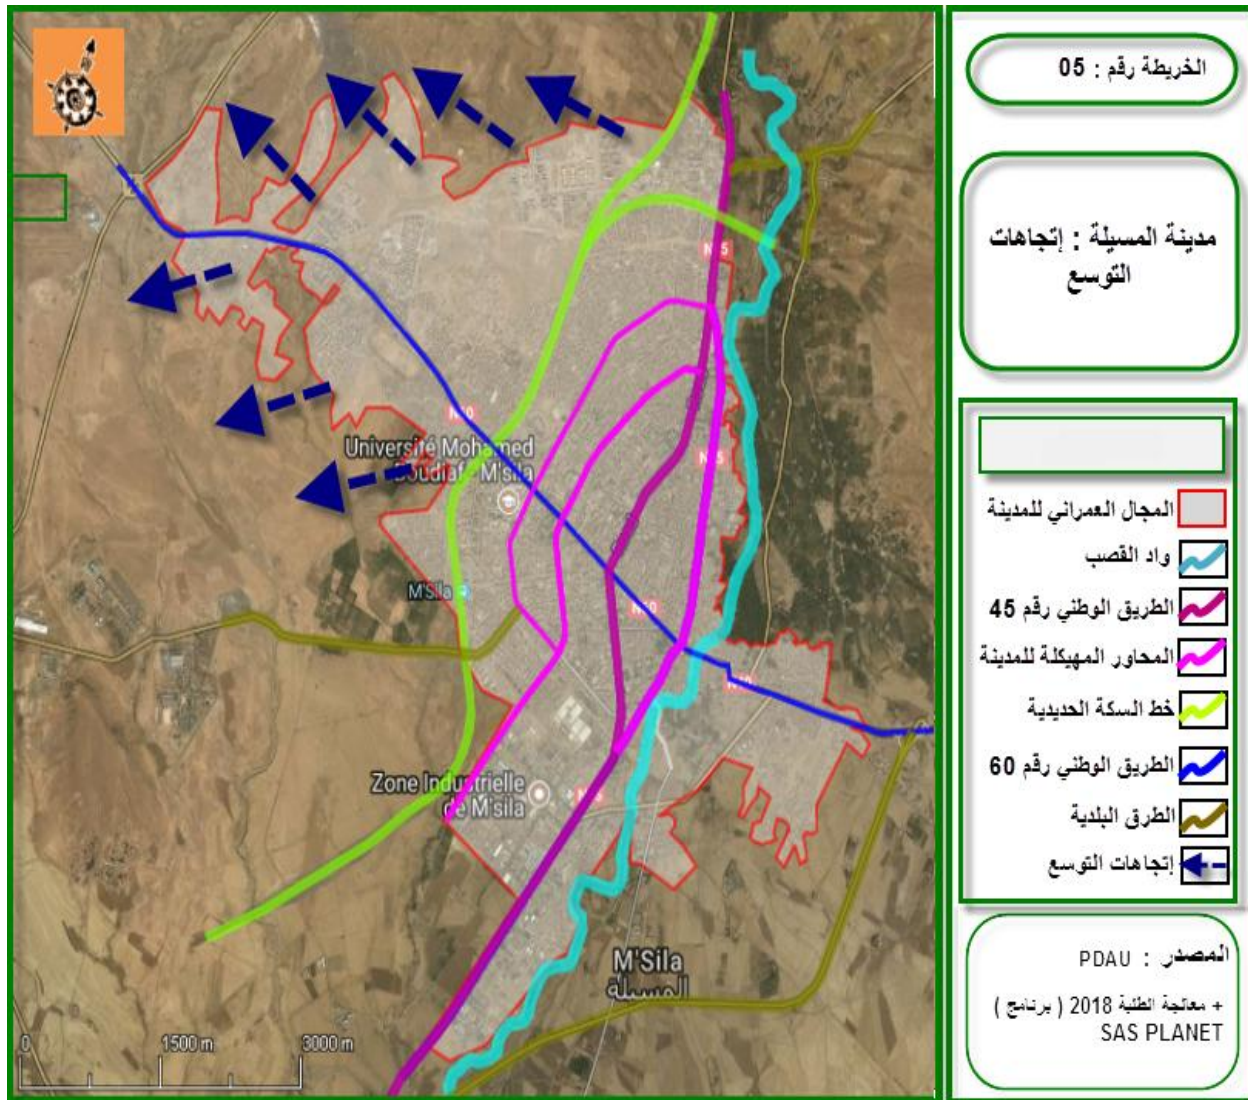 الخريطة رقم : 05
مدينة المسيلة : إتجاهات
التوسع
المجال العمراني للمدينة
واد القصب
الطريق الوطني رقم 45
المحاور المهيكلة للمدينة
خط السكة الحديدية
الطريق الوطني رقم 60
الطرق البلدية
إتجاهات التوسع
المصدر : PDAU
+ معالجة الطلبة 2018 ( برنامج )
SAS PLANET
Université Mohamed
Boudiaf - M'sila
M'Sila
Zone Industrielle
de M'sila
M'Sila
المسيلة
0 1500 m 3000 m